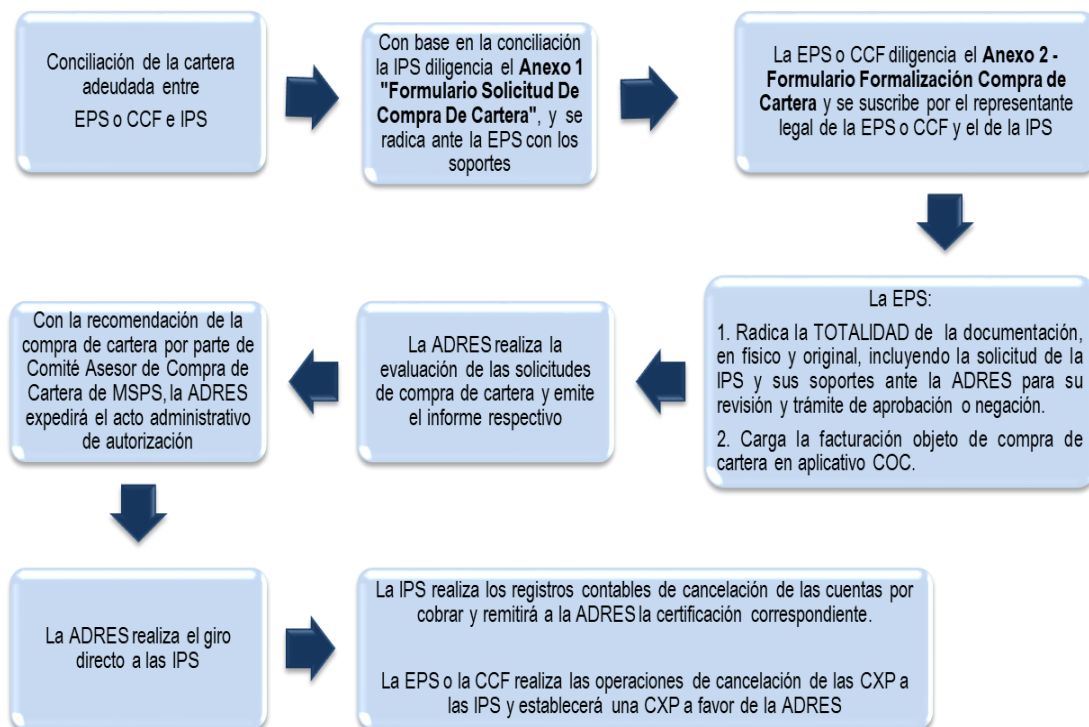 Conciliación de la cartera
adeudada entre
EPS o CCF e IPS
Con base en la conciliación
la IPS diligencia el Anexo 1
"Formulario Solicitud De
Compra De Cartera", y se
radica ante la EPS con los
soportes
La EPS o CCF diligencia el Anexo 2 -
Formulario Formalización Compra de
Cartera y se suscribe por el representante
legal de la EPS o CCF y el de la IPS
La EPS:
1. Radica la TOTALIDAD de la documentación,
en físico y original, incluyendo la solicitud de la
IPS y sus soportes ante la ADRES para su
revisión y trámite de aprobación o negación.
2. Carga la facturación objeto de compra de
cartera en aplicativo COC.
La ADRES realiza la
evaluación de las solicitudes
de compra de cartera y emite
el informe respectivo
Con la recomendación de la
compra de cartera por parte de
Comité Asesor de Compra de
Cartera de MSPS, la ADRES
expedirá el acto administrativo
de autorización
La ADRES realiza el giro
directo a las IPS
La IPS realiza los registros contables de cancelación de las cuentas por
cobrar y remitirá a la ADRES la certificación correspondiente.
La EPS o la CCF realiza las operaciones de cancelación de las CXP a
las IPS y establecerá una CXP a favor de la ADRES